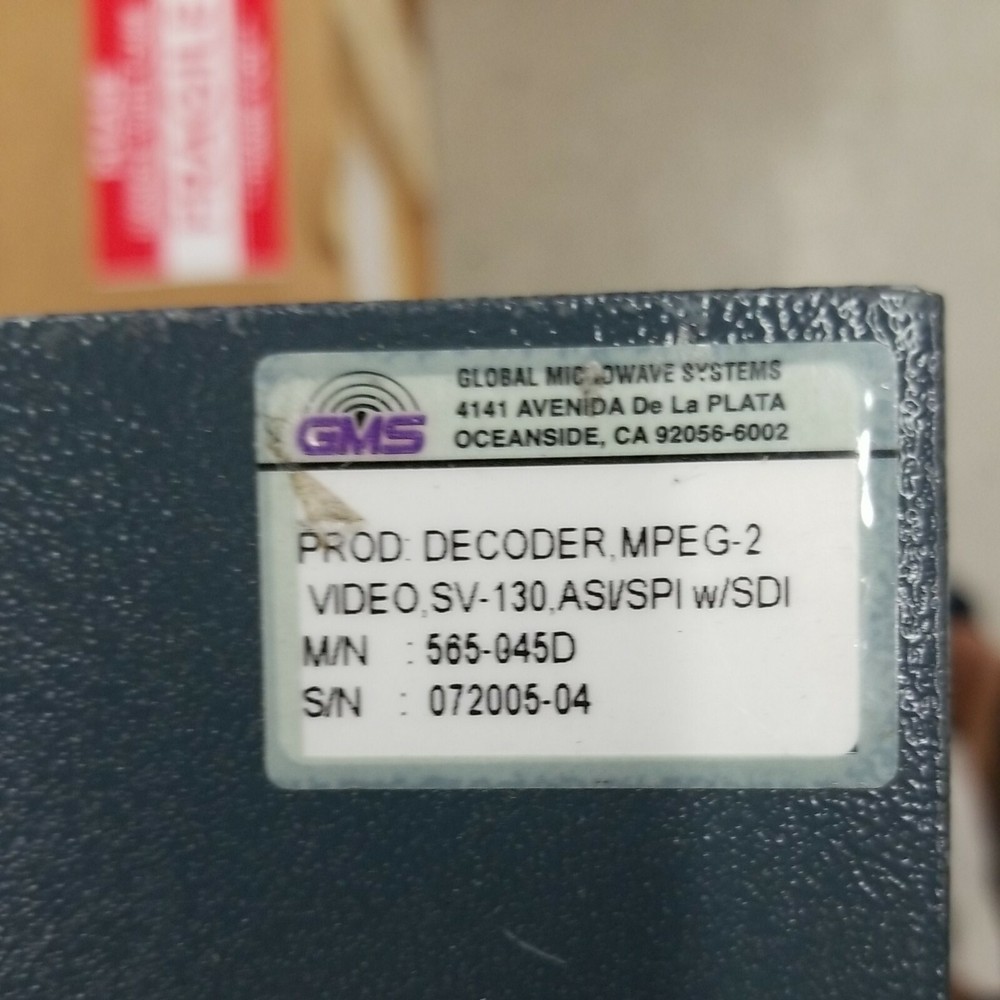 GMS
GLOBAL MICROWAVE SYSTEMS
4141 AVENIDA De La PLATA
OCEANSIDE, CA 92056-6002
PROD: DECODER,MPEG-2
VIDEO,SV-130,ASI/SPI w/SDI
M/N : 565-045D
S/N : 072005-04